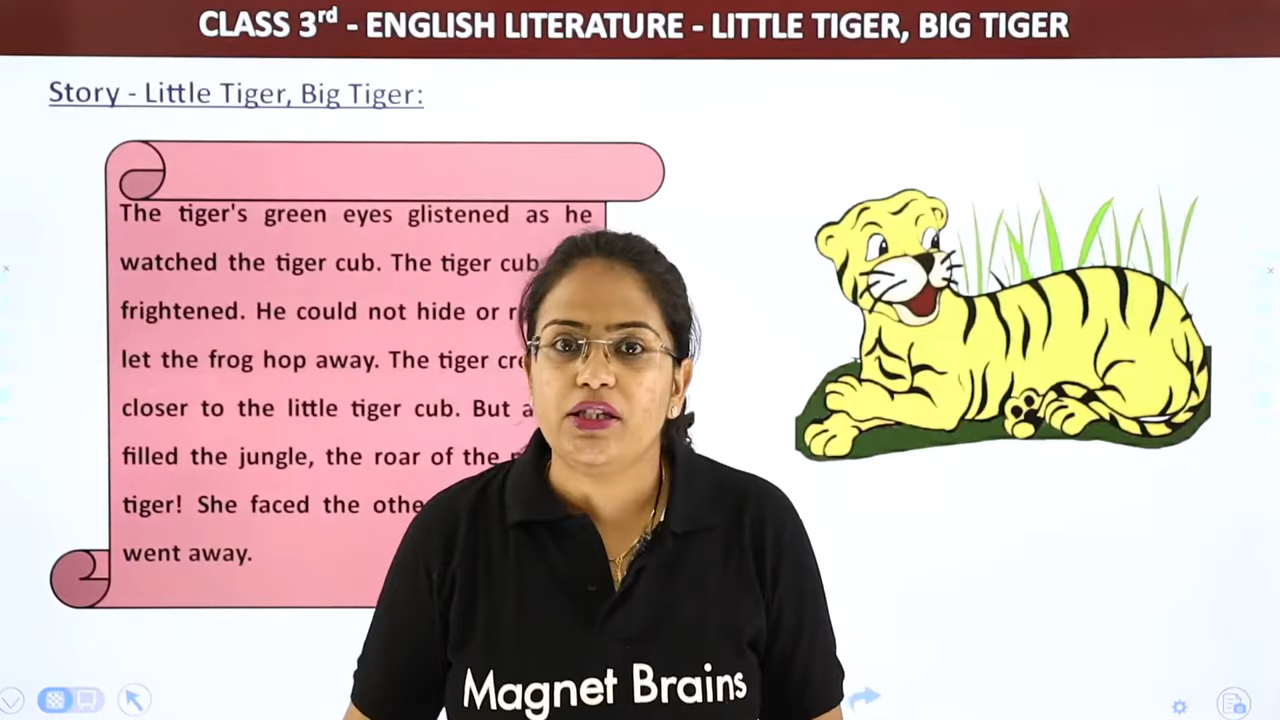 CLASS 3rd - ENGLISH LITERATURE - LITTLE TIGER, BIG TIGER
Story - Little Tiger, Big Tiger:
The tiger's green eyes glistened as he
watched the tiger cub. The tiger cub
frightened. He could not hide or
let the frog hop away. The tiger
closer to the little tiger cub. But
filled the jungle, the roar of the
tiger! She faced the
went away.
Magnet Brains